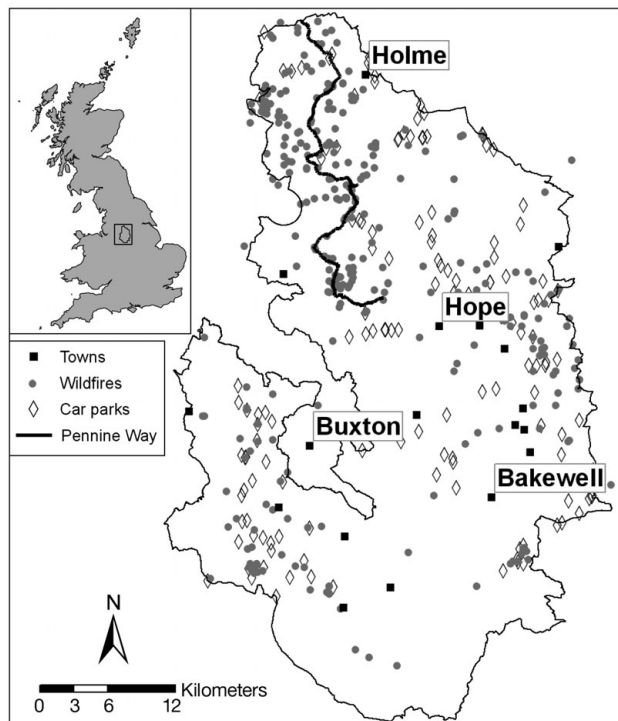 Holme
Hope
Towns
Wildfires
Car parks
Pennine Way
Buxton
Bakewell
N
Kilometers
0 3 6 12